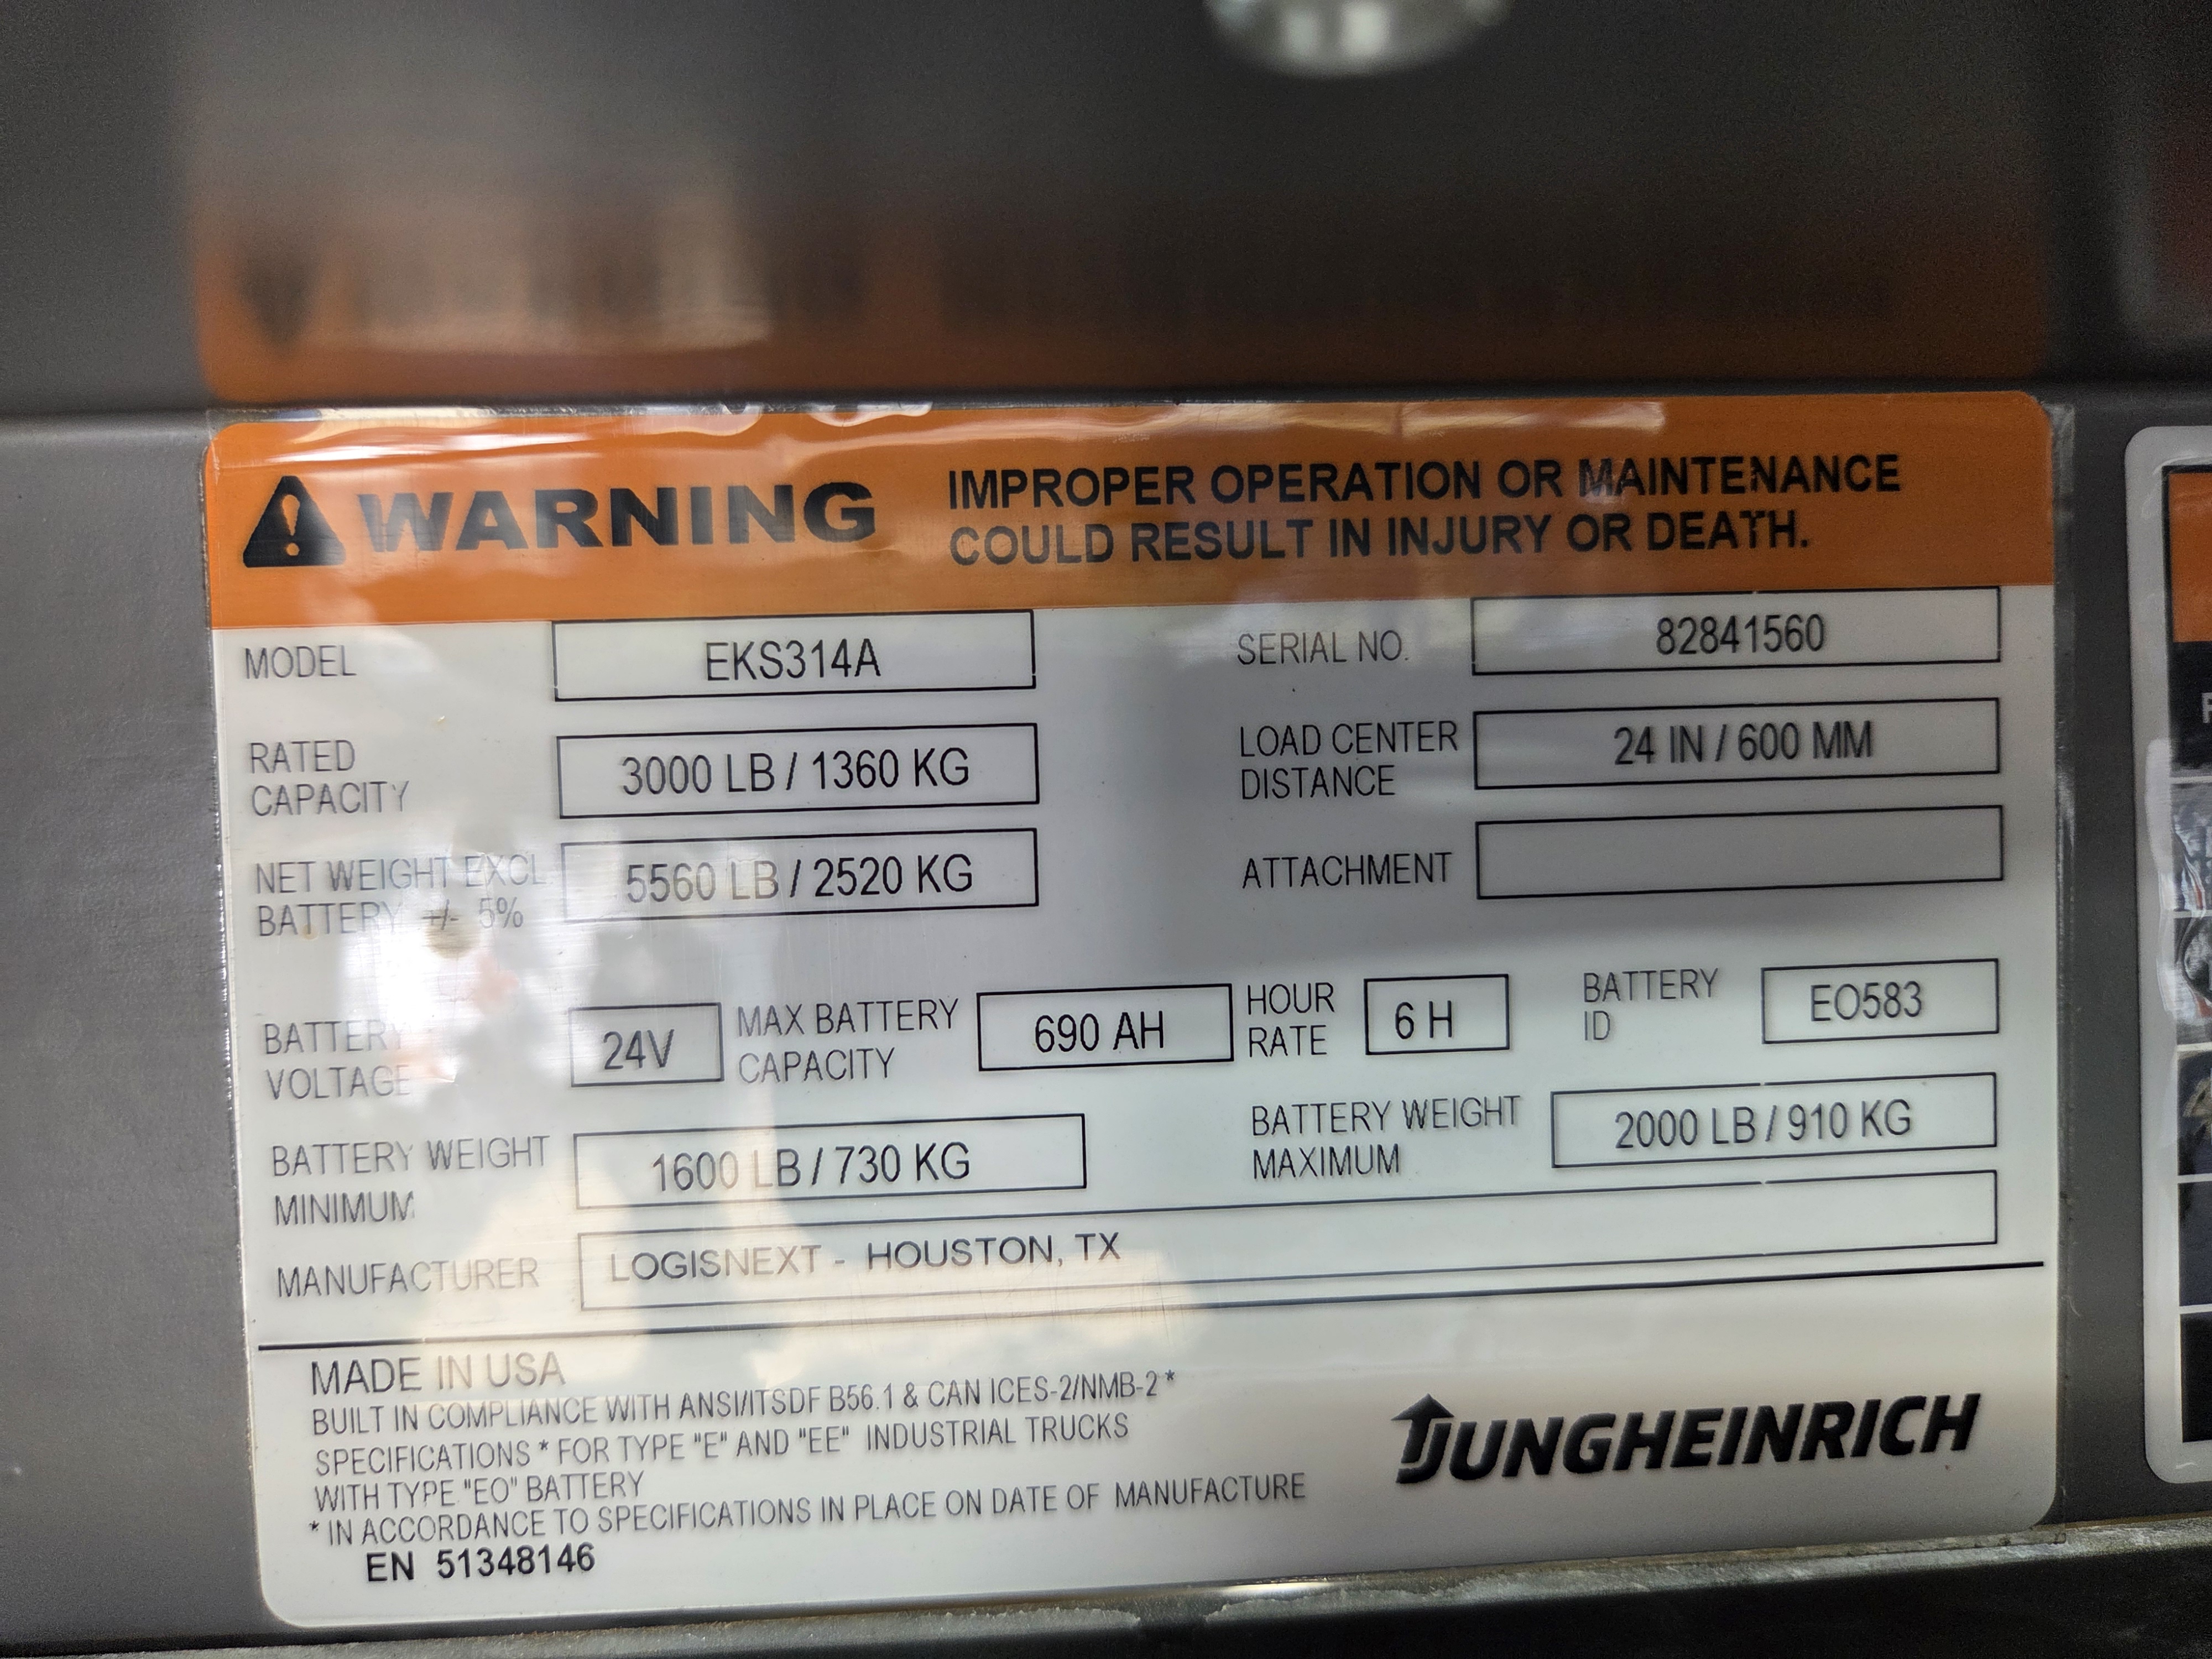 WARNING
IMPROPER OPERATION OR MAINTENANCE
COULD RESULT IN INJURY OR DEATH.
MODEL EKS314A
SERIAL NO. 82841560
RATED
CAPACITY
3000 LB / 1360 KG
LOAD CENTER
DISTANCE
24 IN / 600 MM
NET WEIGHT EXCL
BATTERY +/- 5%
5560 LB / 2520 KG
ATTACHMENT
BATTERY
VOLTAGE
24V
MAX BATTERY
CAPACITY
690 AH
HOUR
RATE
6 H
BATTERY
ID
EO583
BATTERY WEIGHT
MINIMUM
1600 LB / 730 KG
BATTERY WEIGHT
MAXIMUM
2000 LB / 910 KG
MANUFACTURER LOGISNEXT - HOUSTON, TX
MADE IN USA
BUILT IN COMPLIANCE WITH ANSI/ITSDF B56.1 & CAN ICES-2/NMB-2 *
SPECIFICATIONS * FOR TYPE "E" AND "EE" INDUSTRIAL TRUCKS
WITH TYPE "EO" BATTERY
* IN ACCORDANCE TO SPECIFICATIONS IN PLACE ON DATE OF MANUFACTURE
EN 51348146
JUNGHEINRICH